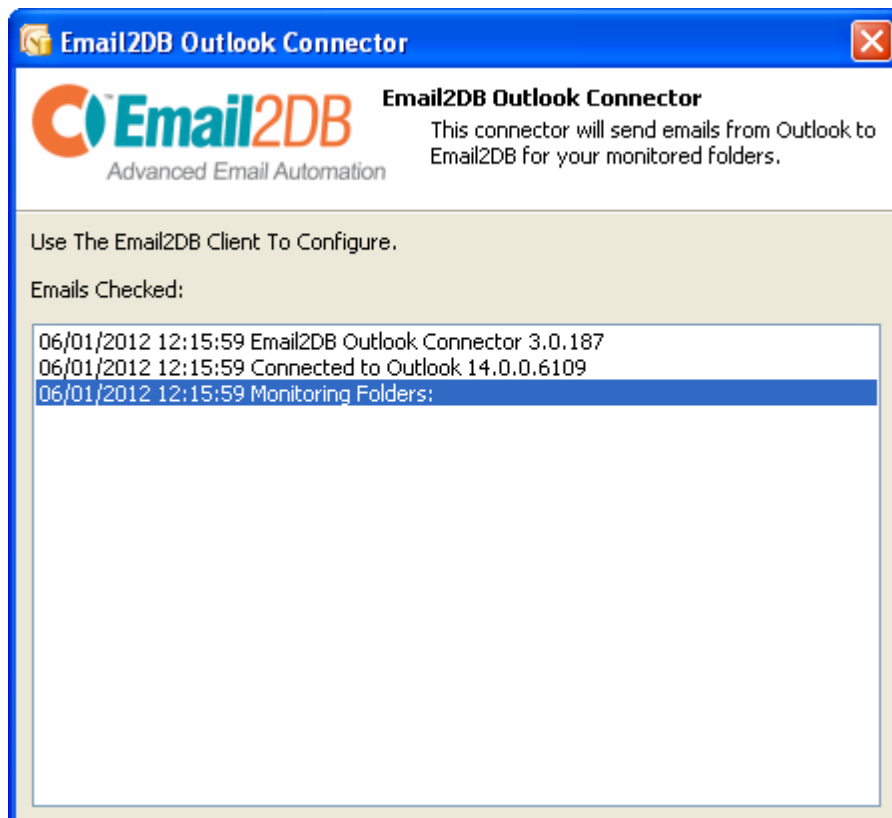 Email2DB Outlook Connector
Email2DB
Advanced Email Automation
Email2DB Outlook Connector
This connector will send emails from Outlook to
Email2DB for your monitored folders.
Use The Email2DB Client To Configure.
Emails Checked:
06/01/2012 12:15:59 Email2DB Outlook Connector 3.0.187
06/01/2012 12:15:59 Connected to Outlook 14.0.0.6109
06/01/2012 12:15:59 Monitoring Folders: